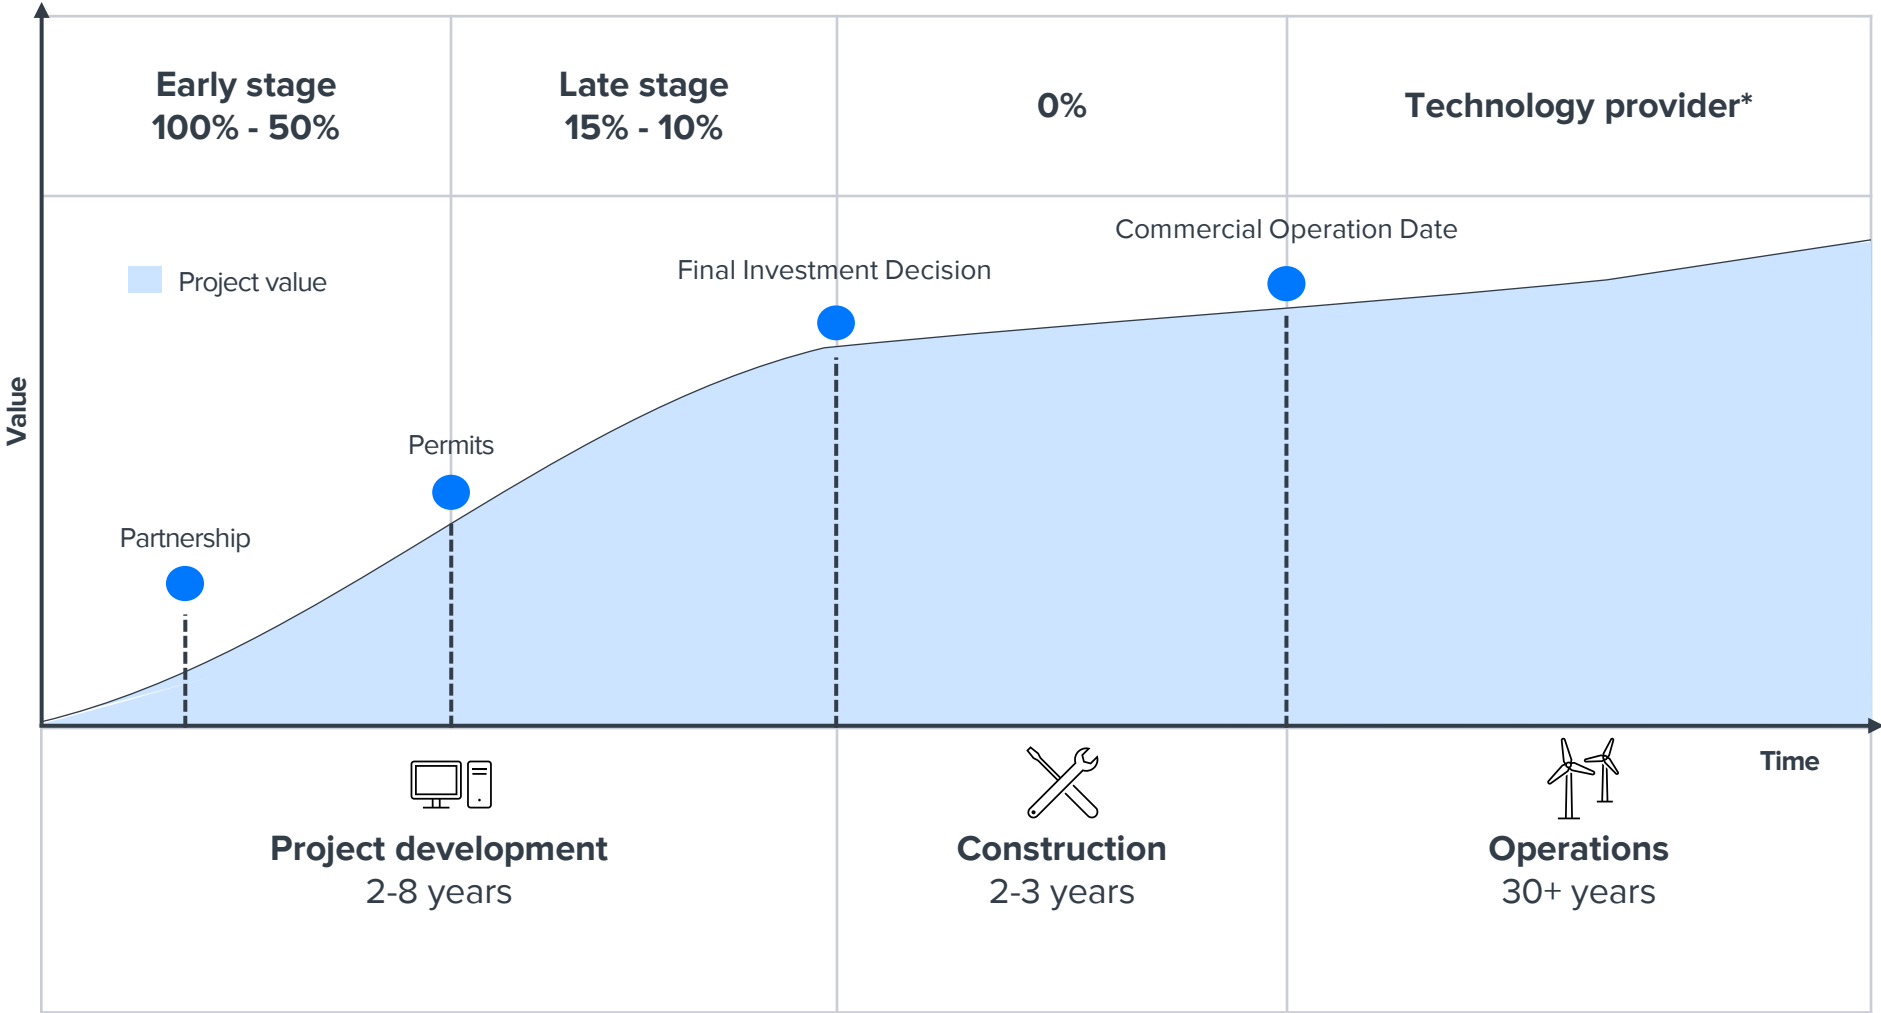 Early stage
100% - 50%
Late stage
15% - 10%
0%
Technology provider*
Commercial Operation Date
Final Investment Decision
Project value
Value
Permits
Partnership
Time
Project development
2-8 years
Construction
2-3 years
Operations
30+ years